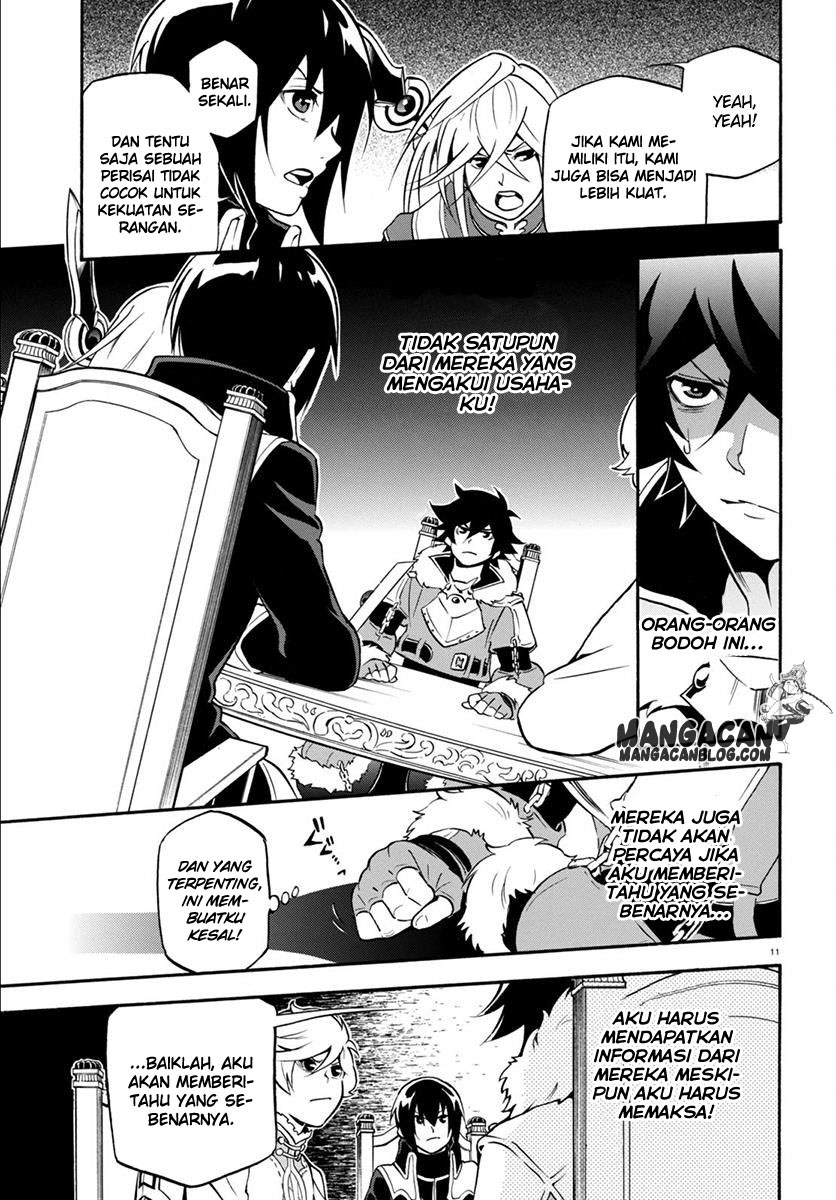 YEAH,
YEAH!
JIKA KAMI ME-
MILIKI ITU, KAMI
JUGA BISA MENJADI
LEBIH KUAT.
BENAR
SEKALI.
DAN TENTU
SAJA SEBUAH
PERISAI TIDAK
COCOK UNTUK
KEKUATAN SE-
RANGAN.
ORANG-ORANG
BODOH INI...
TIDAK SATUPUN
DARI MEREKA YANG
MENGAKUI USAHA-
KU!
MANGACAN
MANGACANBLOG.COM
MEREKA JUGA
TIDAK AKAN
PERCAYA JIKA
AKU MEMBERI-
TAHU YANG SE-
BENARNYA...
DAN YANG
TERPENTING,
INI MEM-
BUATKU
KESAL!
11
AKU HARUS
MENDAPATKAN
INFORMASI DARI
MEREKA MESKI-
PUN AKU HARUS
MEMAKSA!
...BAIKLAH, AKU
AKAN MEMBERI-
TAHU YANG SE-
BENARNYA.